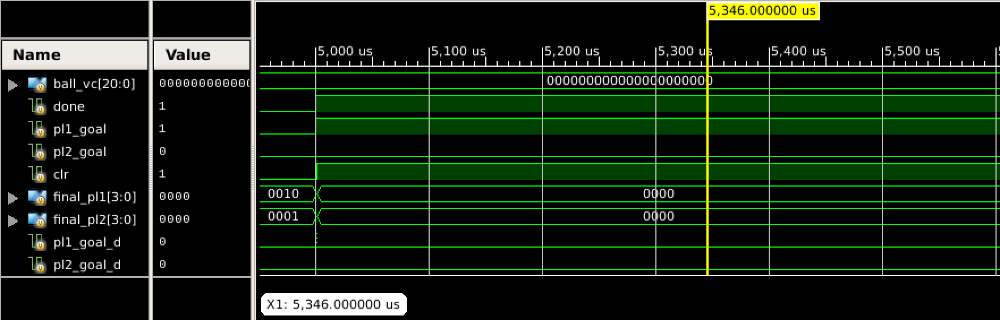 5,346.000000 us
Name Value
5,000 us 5,100 us 5,200 us 5,300 us 5,400 us 5,500 us
ball_vc[20:0] 000000000000 000000000000000000000
done 1
pl1_goal 1
pl2_goal 0
clr 1
final_pl1[3:0] 0000 0010 0000
final_pl2[3:0] 0000 0001 0000
pl1_goal_d 0
pl2_goal_d 0
X1: 5,346.000000 us